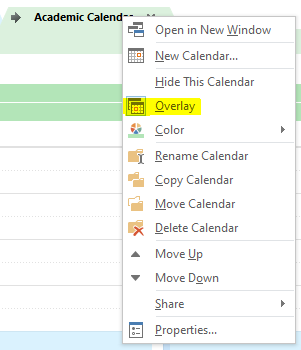 Academic Calendar
Open in New Window
New Calendar...
Hide This Calendar
Overlay
Color
Rename Calendar
Copy Calendar
Move Calendar
Delete Calendar
Move Up
Move Down
Share
Properties...